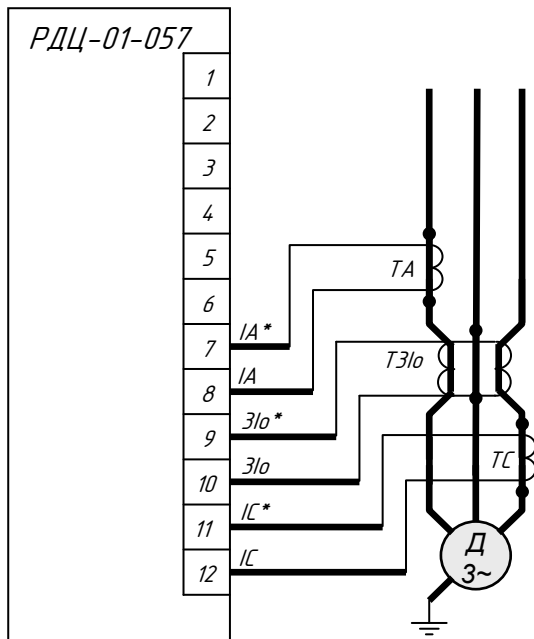 РДЦ-01-057
1
2
3
4
5
6
7
8
9
10
11
12
IA*
IA
3Io*
3Io
IC*
IC
TA
T3Io
TC
Д
3~